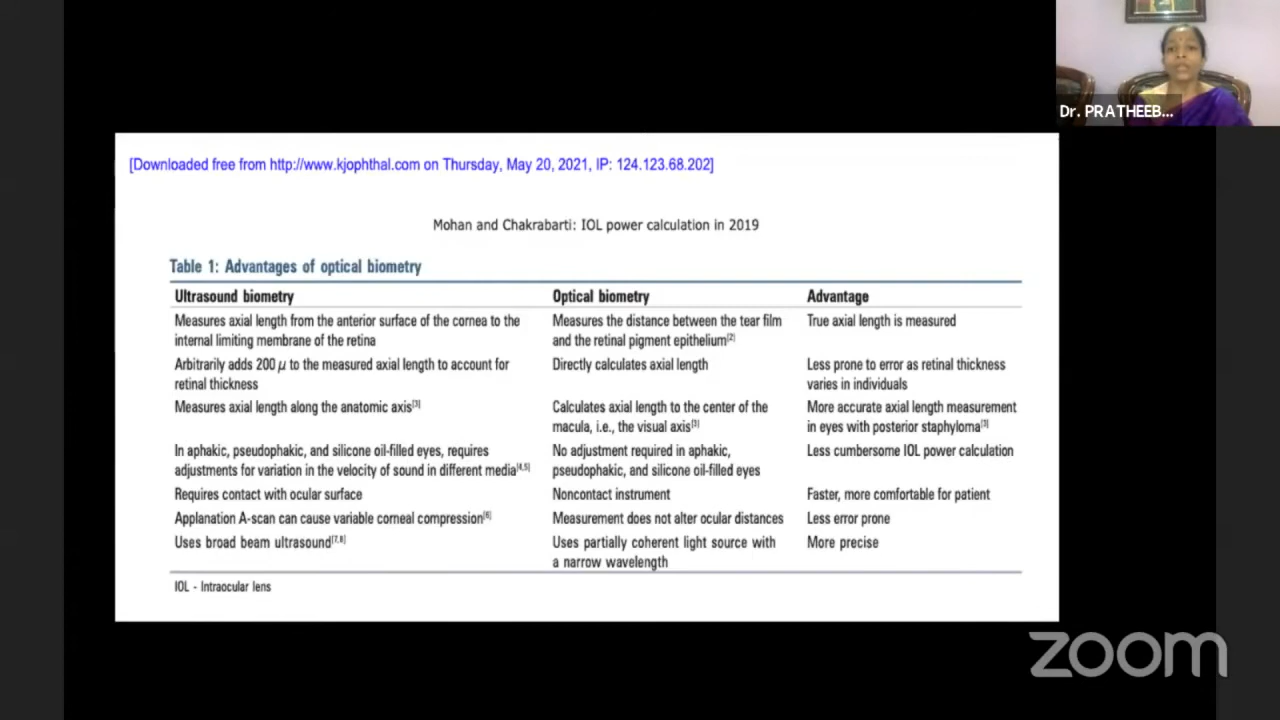 Dr. PRATHEEB...
[Downloaded free from http://www.kjophthal.com on Thursday, May 20, 2021, IP: 124.123.68.202]
Mohan and Chakrabarti: IOL power calculation in 2019
Table 1: Advantages of optical biometry
Ultrasound biometry Optical biometry Advantage
Measures axial length from the anterior surface of the cornea to the Measures the distance between the tear film True axial length is measured
internal limiting membrane of the retina and the retinal pigment epithelium[2]
Arbitrarily adds 200 μ to the measured axial length to account for Directly calculates axial length Less prone to error as retinal thickness
retinal thickness varies in individuals
Measures axial length along the anatomic axis[3] Calculates axial length to the center of the More accurate axial length measurement
macula, i.e., the visual axis[3] in eyes with posterior staphyloma[3]
In aphakic, pseudophakic, and silicone oil-filled eyes, requires No adjustment required in aphakic, Less cumbersome IOL power calculation
adjustments for variation in the velocity of sound in different media[4,5] pseudophakic, and silicone oil-filled eyes
Requires contact with ocular surface Noncontact instrument Faster, more comfortable for patient
Applanation A-scan can cause variable corneal compression[6] Measurement does not alter ocular distances Less error prone
Uses broad beam ultrasound[7,8] Uses partially coherent light source with More precise
a narrow wavelength
IOL - Intraocular lens
zoom